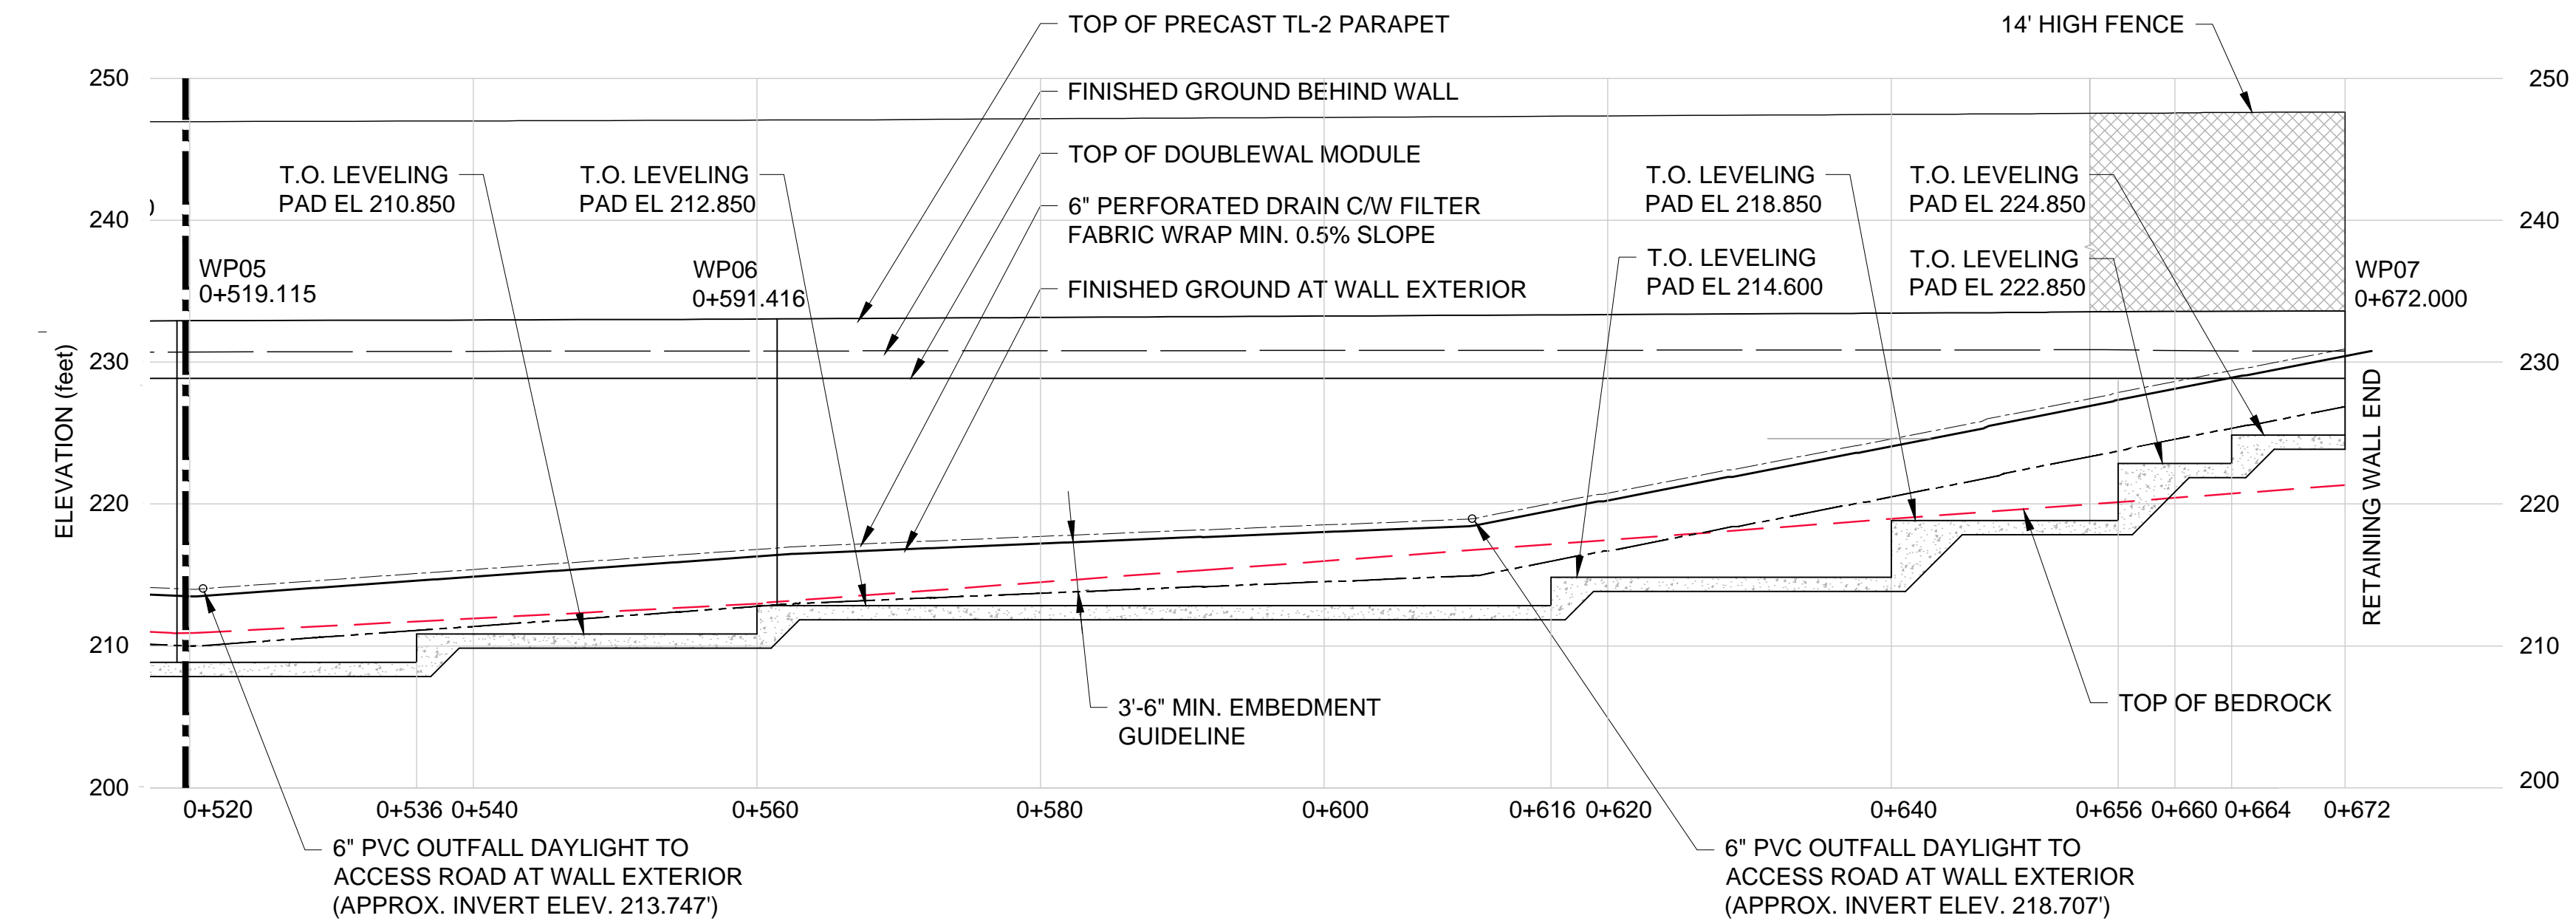 TOP OF PRECAST TL-2 PARAPET
14' HIGH FENCE
250
250
FINISHED GROUND BEHIND WALL
TOP OF DOUBLEWAL MODULE
T.O. LEVELING
PAD EL 210.850
T.O. LEVELING
PAD EL 212.850
6" PERFORATED DRAIN C/W FILTER
FABRIC WRAP MIN. 0.5% SLOPE
T.O. LEVELING
PAD EL 218.850
T.O. LEVELING
PAD EL 224.850
240
)
240
WP05
0+519.115
WP06
0+591.416
FINISHED GROUND AT WALL EXTERIOR
T.O. LEVELING
PAD EL 214.600
T.O. LEVELING
PAD EL 222.850
WP07
0+672.000
ELEVATION (feet)
230
230
RETAINING WALL END
220
220
210
210
3'-6" MIN. EMBEDMENT
GUIDELINE
TOP OF BEDROCK
200
200
0+520
0+536
0+540
0+560
0+580
0+600
0+616
0+620
0+640
0+656
0+660
0+664
0+672
6" PVC OUTFALL DAYLIGHT TO
ACCESS ROAD AT WALL EXTERIOR
(APPROX. INVERT ELEV. 213.747')
6" PVC OUTFALL DAYLIGHT TO
ACCESS ROAD AT WALL EXTERIOR
(APPROX. INVERT ELEV. 218.707')